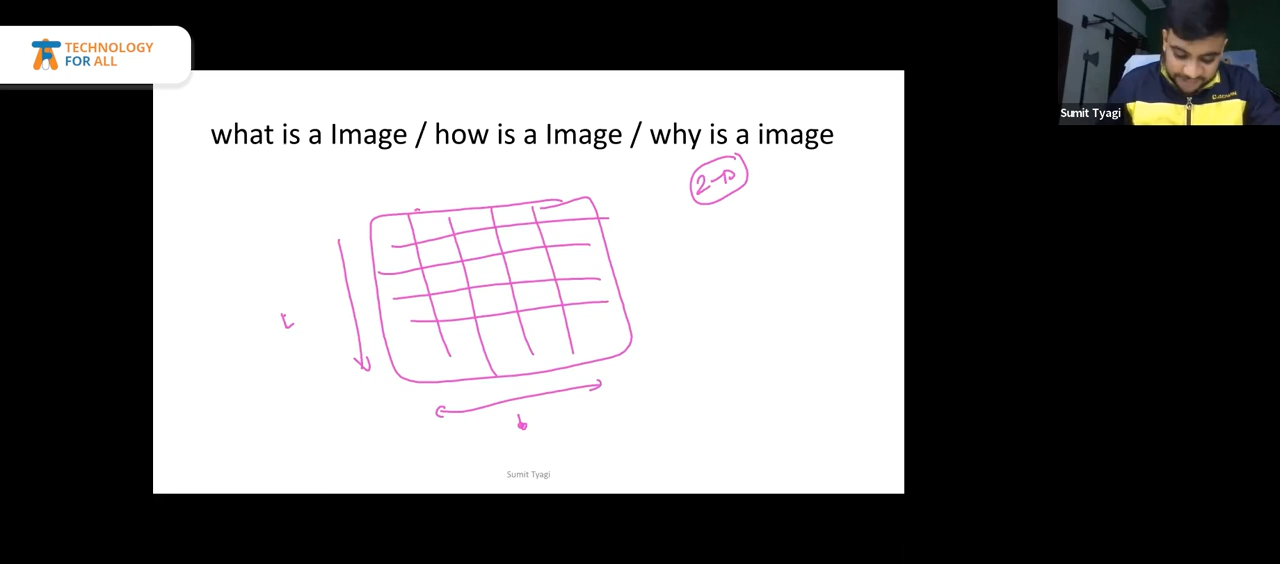 TECHNOLOGY
FOR ALL
Sumit Tyagi
what is a Image / how is a Image / why is a image
2-D
L
b
Sumit Tyagi